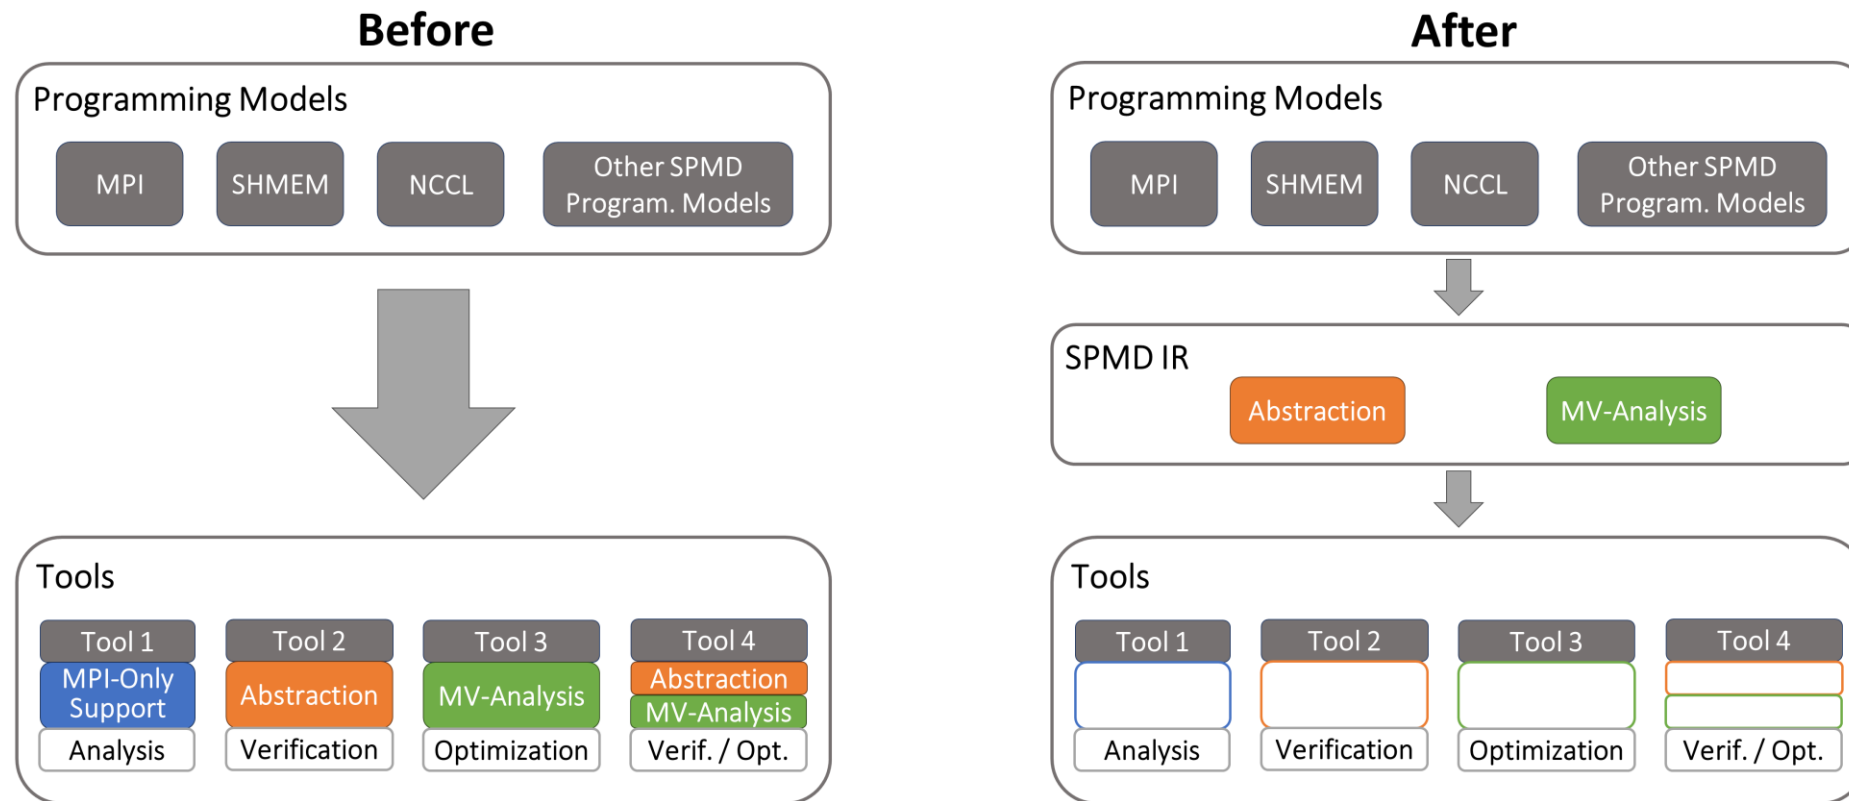 Before
Programming Models
MPI
SHMEM
NCCL
Other SPMD
Program. Models
Tools
Tool 1
MPI-Only
Support
Analysis
Tool 2
Abstraction
Verification
Tool 3
MV-Analysis
Optimization
Tool 4
Abstraction
MV-Analysis
Verif. / Opt.
After
Programming Models
MPI
SHMEM
NCCL
Other SPMD
Program. Models
SPMD IR
Abstraction
MV-Analysis
Tools
Tool 1
Analysis
Tool 2
Verification
Tool 3
Optimization
Tool 4
Verif. / Opt.